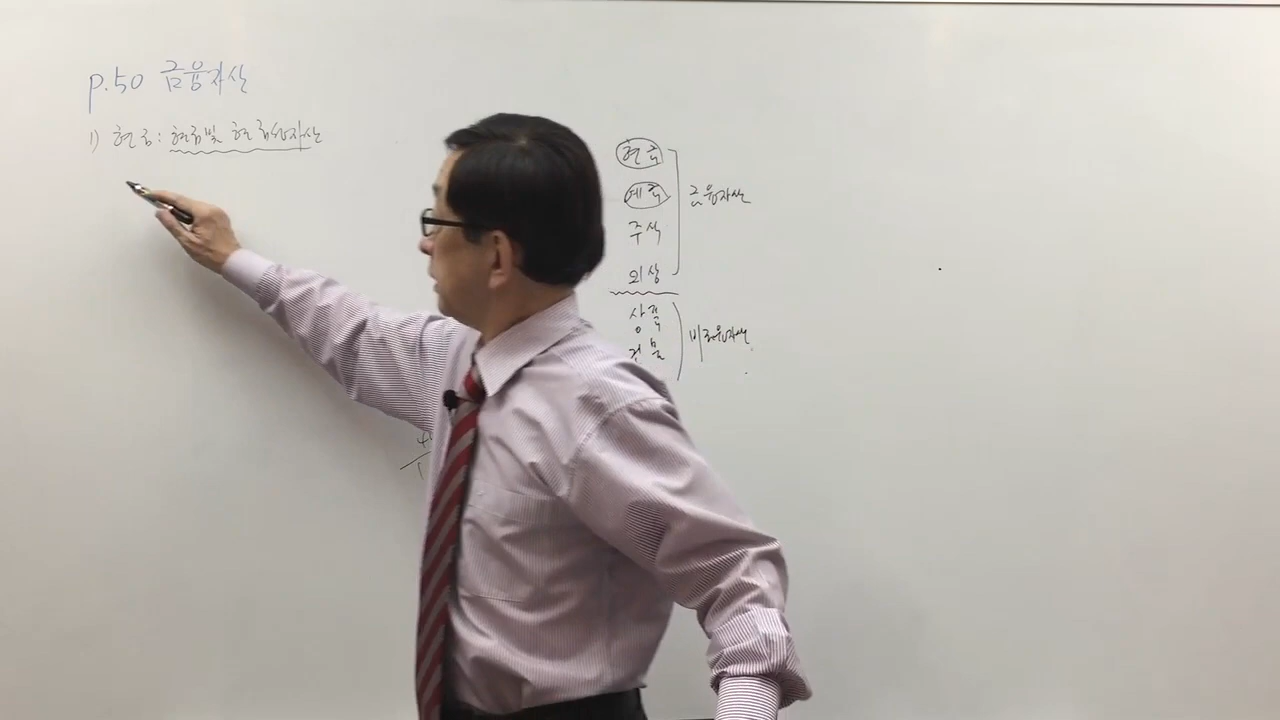 p.50 금융자산
1) 현금: 현금및 현금성자산
현금
예금
주식
외상
금융자산
상품
건물
비금융자산